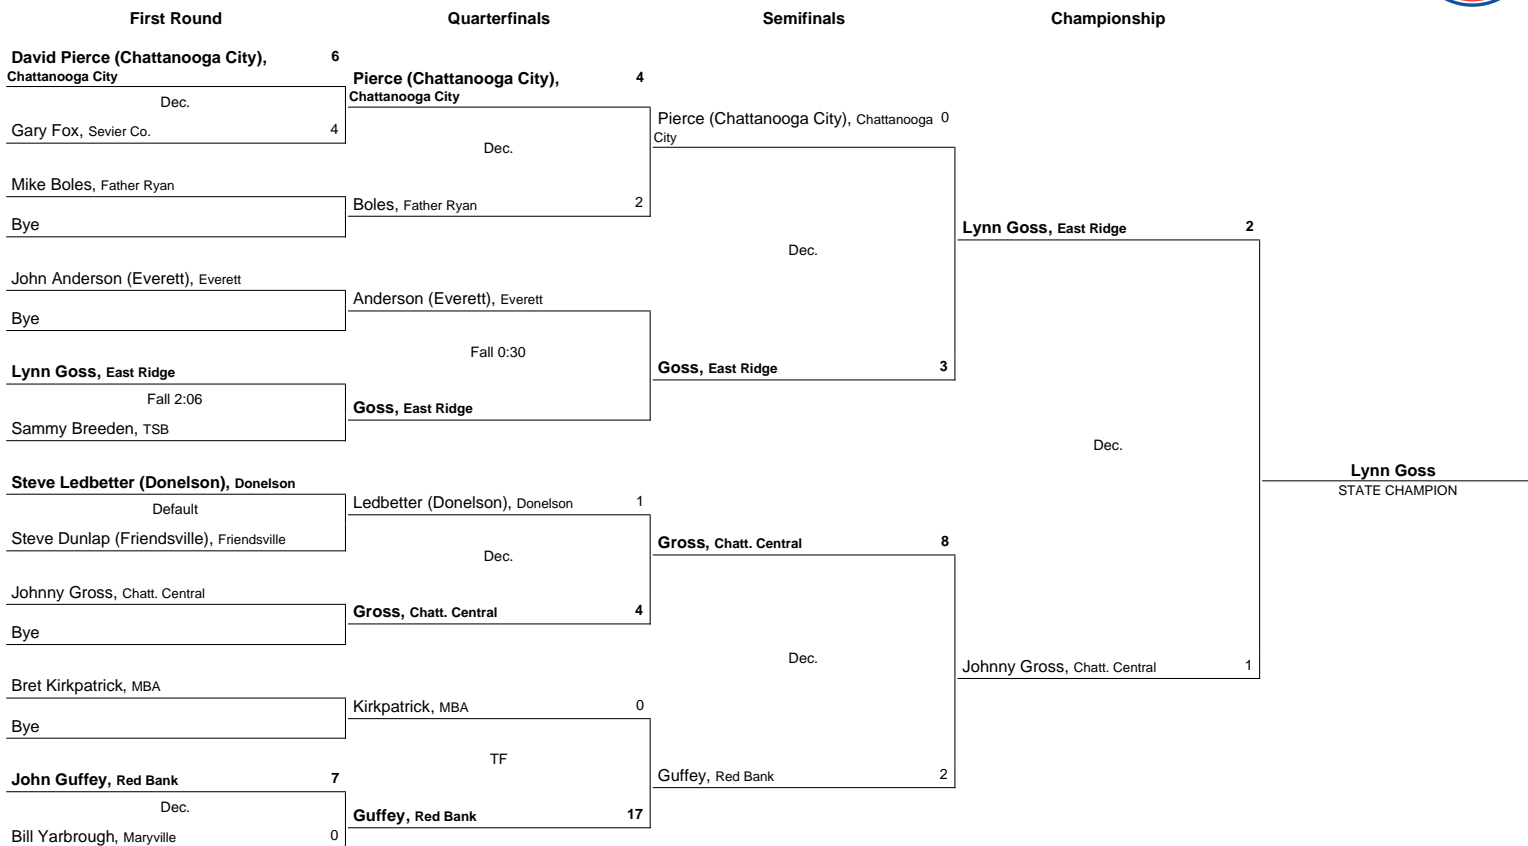 First Round Quarterfinals Semifinals Championship
David Pierce (Chattanooga City), 6
Chattanooga City
Dec.
Gary Fox, Sevier Co. 4
Mike Boles, Father Ryan
Bye
John Anderson (Everett), Everett
Bye
Lynn Goss, East Ridge
Fall 2:06
Sammy Breeden, TSB
Steve Ledbetter (Donelson), Donelson
Default
Steve Dunlap (Friendsville), Friendsville
Johnny Gross, Chatt. Central
Bye
Bret Kirkpatrick, MBA
Bye
John Guffey, Red Bank 7
Dec.
Bill Yarbrough, Maryville 0
Pierce (Chattanooga City), 4
Chattanooga City
Dec.
Boles, Father Ryan 2
Anderson (Everett), Everett
Fall 0:30
Goss, East Ridge
Ledbetter (Donelson), Donelson 1
Dec.
Gross, Chatt. Central 4
Kirkpatrick, MBA 0
TF
Guffey, Red Bank 17
Pierce (Chattanooga City), Chattanooga 0
City
Dec.
Goss, East Ridge 3
Gross, Chatt. Central 8
Dec.
Guffey, Red Bank 2
Lynn Goss, East Ridge 2
Dec.
Johnny Gross, Chatt. Central 1
Lynn Goss
STATE CHAMPION